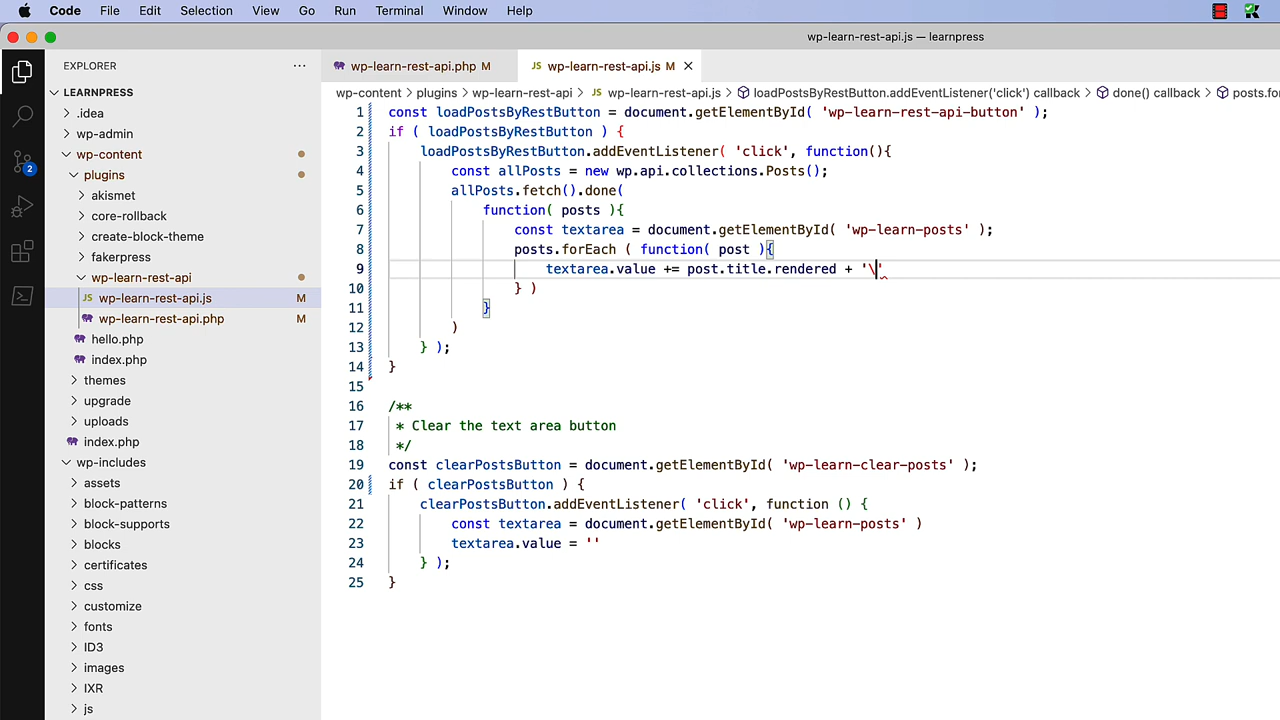 Code File Edit Selection View Go Run Terminal Window Help
wp-learn-rest-api.js — learnpress
EXPLORER
LEARNPRESS
.idea
wp-admin
wp-content
plugins
akismet
core-rollback
create-block-theme
fakerpress
wp-learn-rest-api
JS wp-learn-rest-api.js M
wp-learn-rest-api.php M
hello.php
index.php
themes
upgrade
uploads
index.php
wp-includes
assets
block-patterns
block-supports
blocks
certificates
css
customize
fonts
ID3
images
IXR
js
2
wp-learn-rest-api.php M
JS wp-learn-rest-api.js M
wp-content > plugins > wp-learn-rest-api > JS wp-learn-rest-api.js > loadPostsByRestButton.addEventListener('click') callback > done() callback > posts.fo
1 const loadPostsByRestButton = document.getElementById( 'wp-learn-rest-api-button' );
2 if ( loadPostsByRestButton ) {
3 loadPostsByRestButton.addEventListener( 'click', function(){
4 const allPosts = new wp.api.collections.Posts();
5 allPosts.fetch().done(
6 function( posts ){
7 const textarea = document.getElementById( 'wp-learn-posts' );
8 posts.forEach ( function( post ){
9 textarea.value += post.title.rendered + '\'
10 } )
11 }
12 )
13 } );
14 }
15
16 /**
17 * Clear the text area button
18 */
19 const clearPostsButton = document.getElementById( 'wp-learn-clear-posts' );
20 if ( clearPostsButton ) {
21 clearPostsButton.addEventListener( 'click', function () {
22 const textarea = document.getElementById( 'wp-learn-posts' )
23 textarea.value = ''
24 } );
25 }